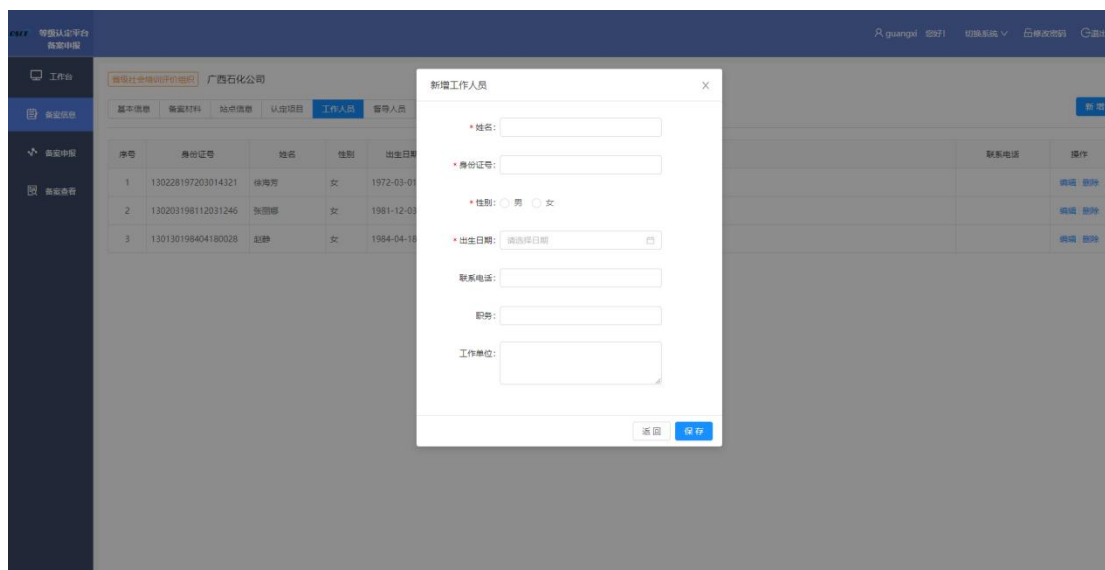 等级认定平台
备案申报
guangxi 您好! 切换系统 修改密码 退出
工作台
备案信息
备案申报
备案查看
广西石化公司
基本信息 备案材料 站点信息 认定项目 工作人员 督导人员
新增
序号 身份证号 姓名 性别 出生日期 联系电话 操作
1 130228197203014321 徐海芳 女 1972-03-01 编辑 删除
2 130203198112031246 张丽娜 女 1981-12-03 编辑 删除
3 130130198404180028 赵静 女 1984-04-18 编辑 删除
新增工作人员
* 姓名:
* 身份证号:
* 性别: 男 女
* 出生日期: 请选择日期
联系电话:
职务:
工作单位:
返回 保存